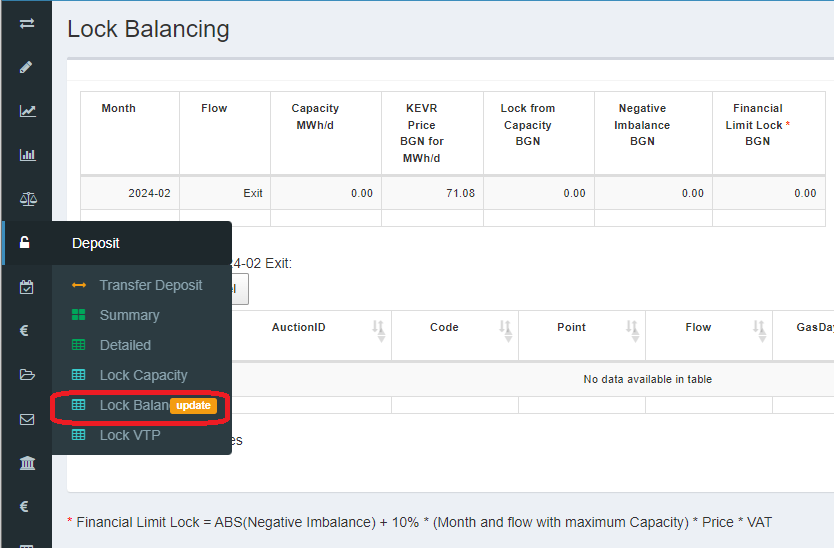 Lock Balancing
Month Flow Capacity MWh/d KEVR Price BGN for MWh/d Lock from Capacity BGN Negative Imbalance BGN Financial Limit Lock * BGN
2024-02 Exit 0.00 71.08 0.00 0.00 0.00
Deposit
4-02 Exit:
Transfer Deposit
Summary
Detailed
Lock Capacity
Lock Balan update
Lock VTP
AuctionID Code Point Flow GasDay
No data available in table
es
* Financial Limit Lock = ABS(Negative Imbalance) + 10% * (Month and flow with maximum Capacity) * Price * VAT